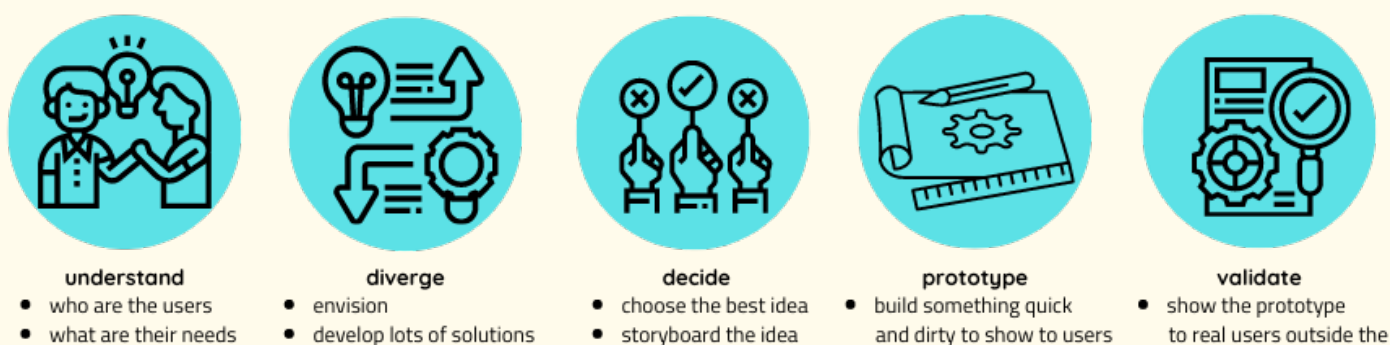 understand
• who are the users
• what are their needs
diverge
• envision
• develop lots of solutions
decide
• choose the best idea
• storyboard the idea
prototype
• build something quick
and dirty to show to users
validate
• show the prototype
to real users outside the